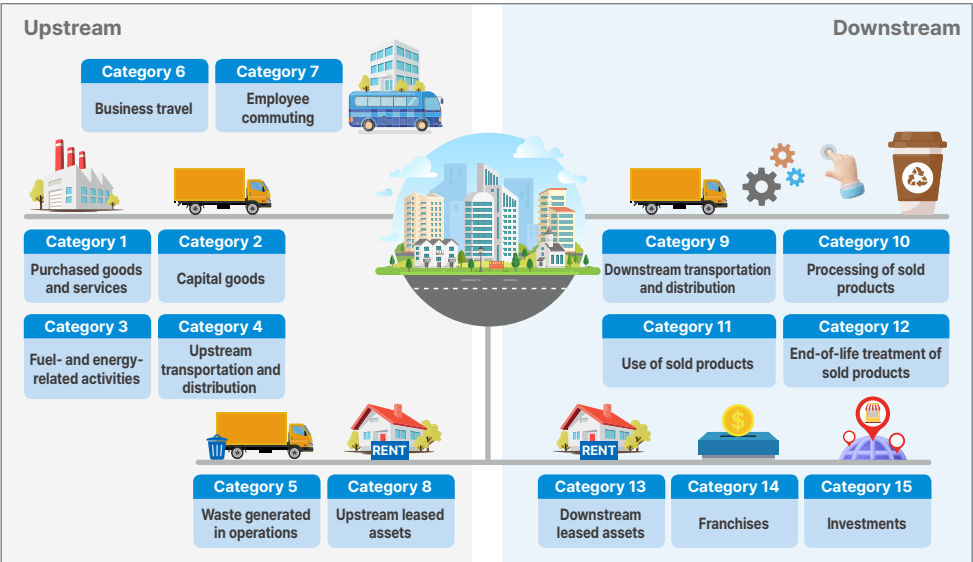 Upstream
Downstream
Category 6
Business travel
Category 7
Employee
commuting
Category 1
Purchased goods
and services
Category 2
Capital goods
Category 3
Fuel- and energy-
related activities
Category 4
Upstream
transportation and
distribution
Category 9
Downstream transportation
and distribution
Category 10
Processing of sold
products
Category 11
Use of sold products
Category 12
End-of-life treatment of
sold products
RENT
RENT
$
Category 5
Waste generated
in operations
Category 8
Upstream leased
assets
Category 13
Downstream
leased assets
Category 14
Franchises
Category 15
Investments